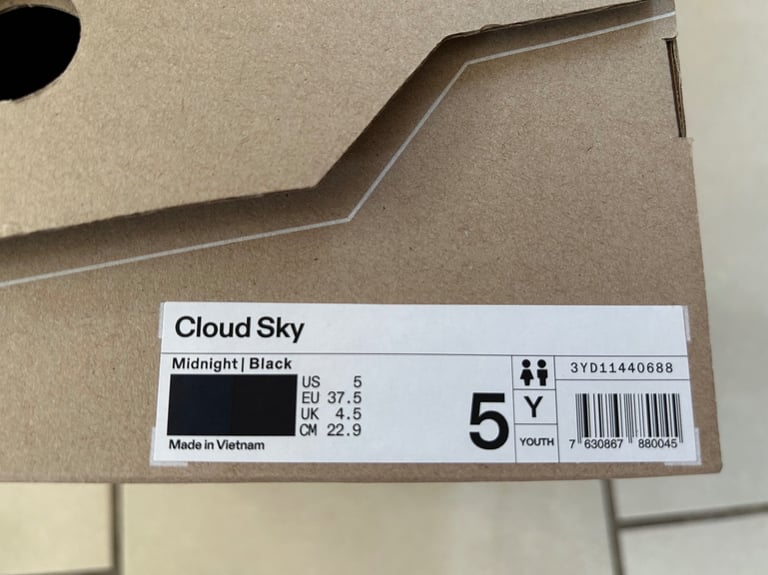 Cloud Sky
Midnight | Black
US 5
EU 37.5
UK 4.5
CM 22.9
Made in Vietnam
5
Y
YOUTH
3YD11440688
7 630867 880045